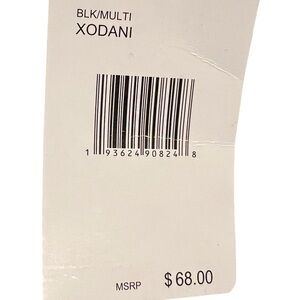 BLK/MULTI
XODANI
1 93624 90824 8
MSRP $ 68.00